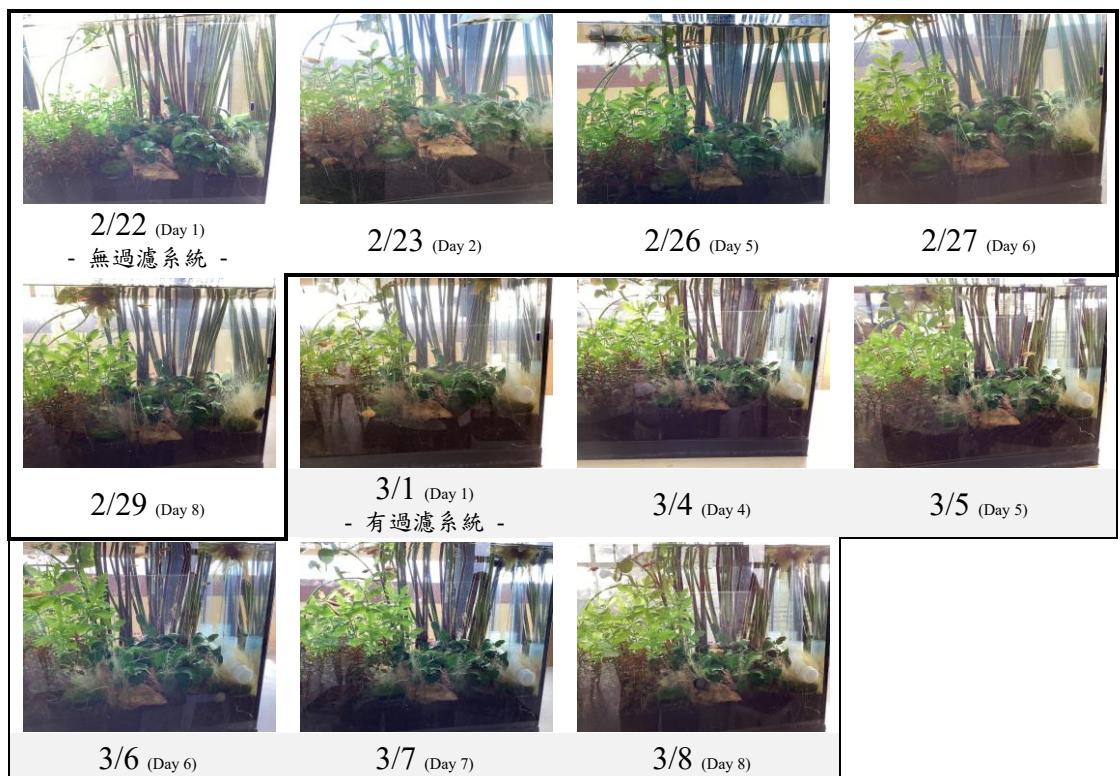 2/22 (Day 1)
- 無過濾系統 -
2/23 (Day 2)
2/26 (Day 5)
2/27 (Day 6)
2/29 (Day 8)
3/1 (Day 1)
- 有過濾系統 -
3/4 (Day 4)
3/5 (Day 5)
3/6 (Day 6)
3/7 (Day 7)
3/8 (Day 8)